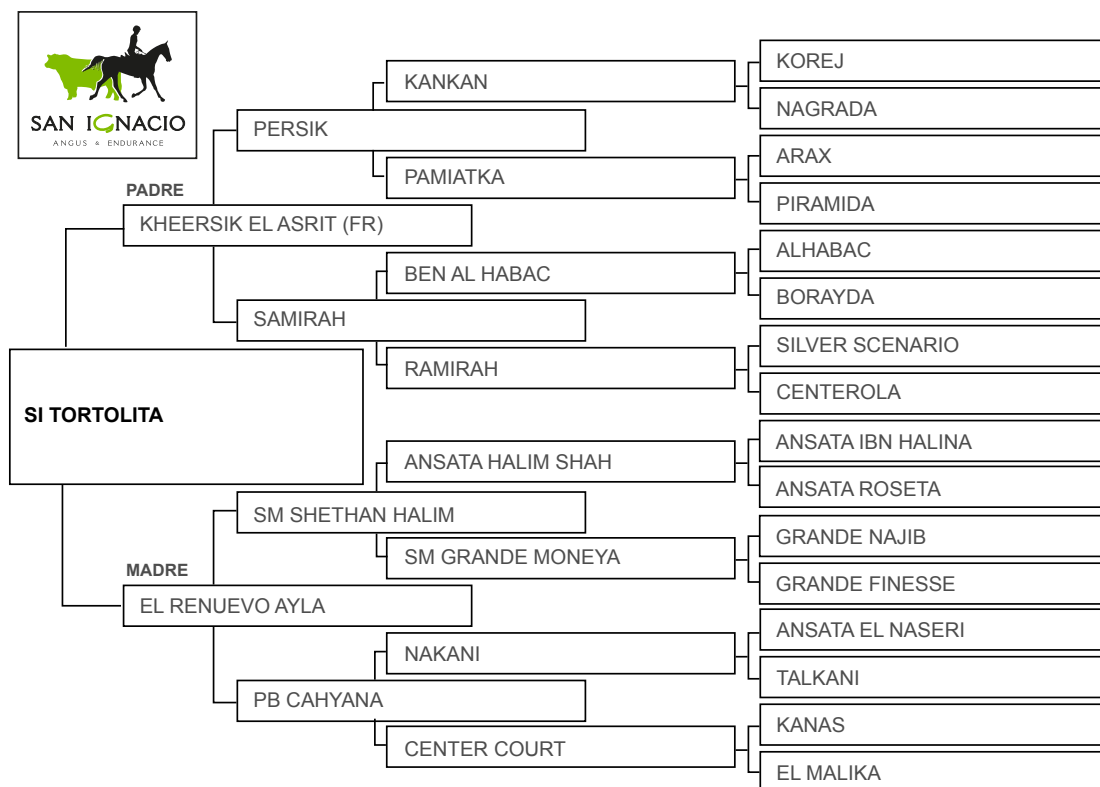 SAN IGNACIO
ANGUS & ENDURANCE
KOREJ
KANKAN
NAGRADA
PERSIK
ARAX
PAMIATKA
PIRAMIDA
PADRE
KHEERSIK EL ASRIT (FR)
ALHABAC
BEN AL HABAC
BORAYDA
SAMIRAH
SILVER SCENARIO
RAMIRAH
CENTEROLA
SI TORTOLITA
ANSATA IBN HALINA
ANSATA HALIM SHAH
ANSATA ROSETA
SM SHETHAN HALIM
GRANDE NAJIB
SM GRANDE MONEYA
GRANDE FINESSE
MADRE
EL RENUEVO AYLA
ANSATA EL NASERI
NAKANI
TALKANI
PB CAHYANA
KANAS
CENTER COURT
EL MALIKA